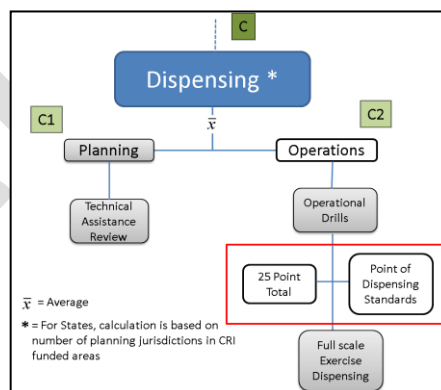 C
Dispensing *
x̄
C1
C2
Planning
Operations
Technical
Assistance
Review
Operational
Drills
25 Point
Total
Point of
Dispensing
Standards
x̄ = Average
* = For States, calculation is based on
number of planning jurisdictions in CRI
funded areas
Full scale
Exercise
Dispensing